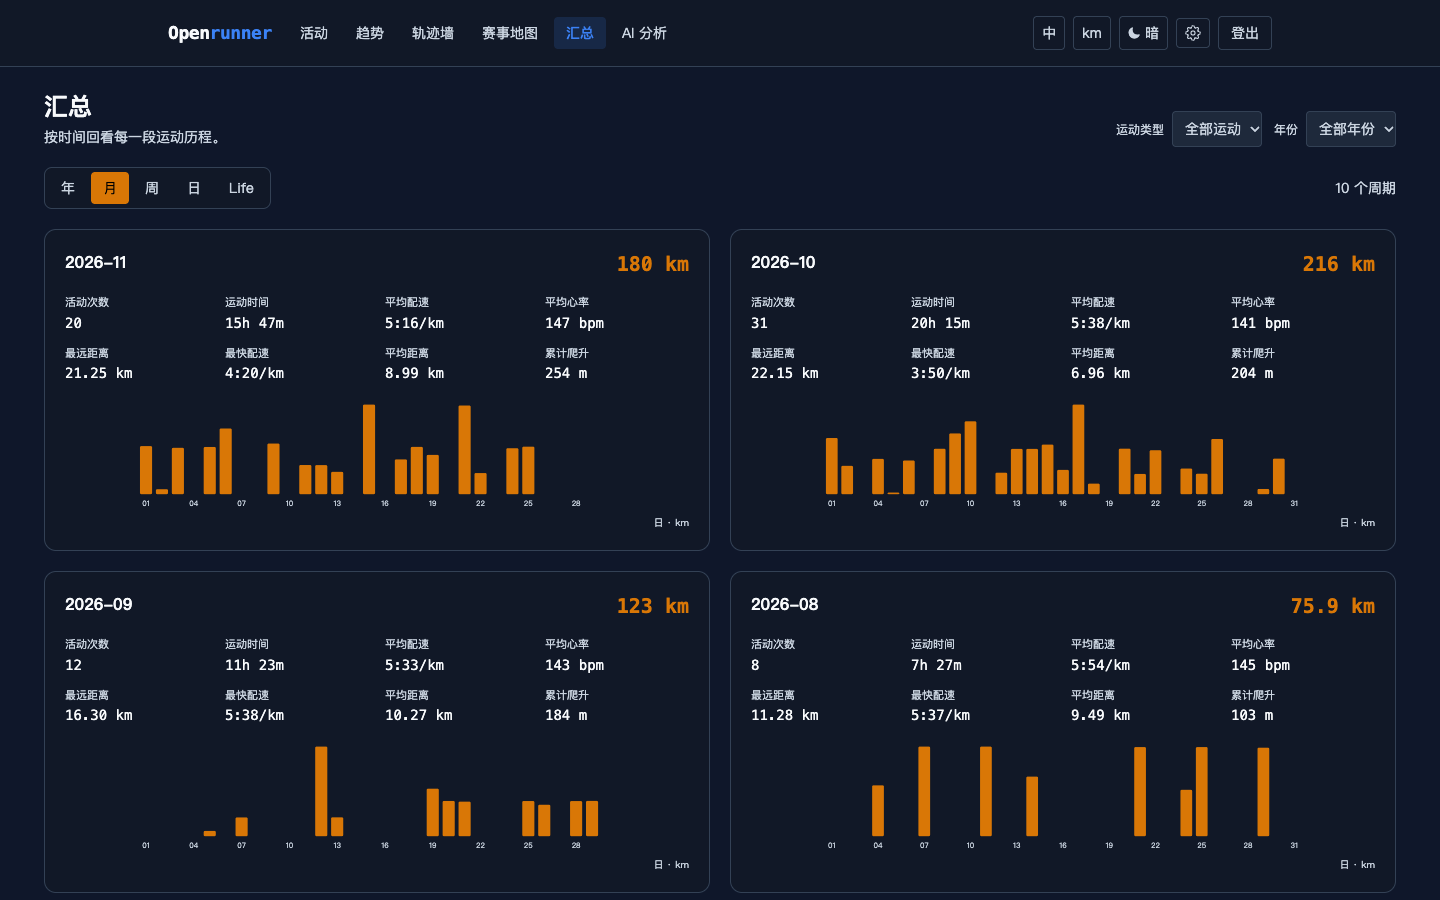 Openrunner 活动 趋势 轨迹墙 赛事地图 汇总 AI 分析 中 km 暗 登出
汇总
按时间回看每一段运动历程。
运动类型 全部运动 年份 全部年份
年 月 周 日 Life
10 个周期
2026-11 180 km
活动次数 运动时间 平均配速 平均心率
20 15h 47m 5:16/km 147 bpm
最远距离 最快配速 平均距离 累计爬升
21.25 km 4:20/km 8.99 km 254 m
01 04 07 10 13 16 19 22 25 28
日 · km
2026-10 216 km
活动次数 运动时间 平均配速 平均心率
31 20h 15m 5:38/km 141 bpm
最远距离 最快配速 平均距离 累计爬升
22.15 km 3:50/km 6.96 km 204 m
01 04 07 10 13 16 19 22 25 28 31
日 · km
2026-09 123 km
活动次数 运动时间 平均配速 平均心率
12 11h 23m 5:33/km 143 bpm
最远距离 最快配速 平均距离 累计爬升
16.30 km 5:38/km 10.27 km 184 m
01 04 07 10 13 16 19 22 25 28
日 · km
2026-08 75.9 km
活动次数 运动时间 平均配速 平均心率
8 7h 27m 5:54/km 145 bpm
最远距离 最快配速 平均距离 累计爬升
11.28 km 5:37/km 9.49 km 103 m
01 04 07 10 13 16 19 22 25 28 31
日 · km